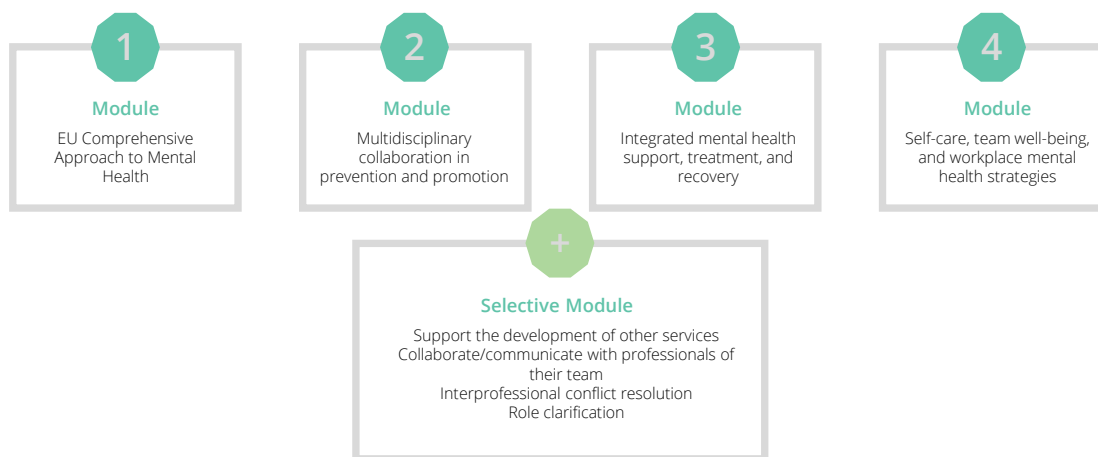 1
Module
EU Comprehensive
Approach to Mental
Health
2
Module
Multidisciplinary
collaboration in
prevention and promotion
3
Module
Integrated mental health
support, treatment, and
recovery
4
Module
Self-care, team well-being,
and workplace mental
health strategies
+
Selective Module
Support the development of other services
Collaborate/communicate with professionals of
their team
Interprofessional conflict resolution
Role clarification